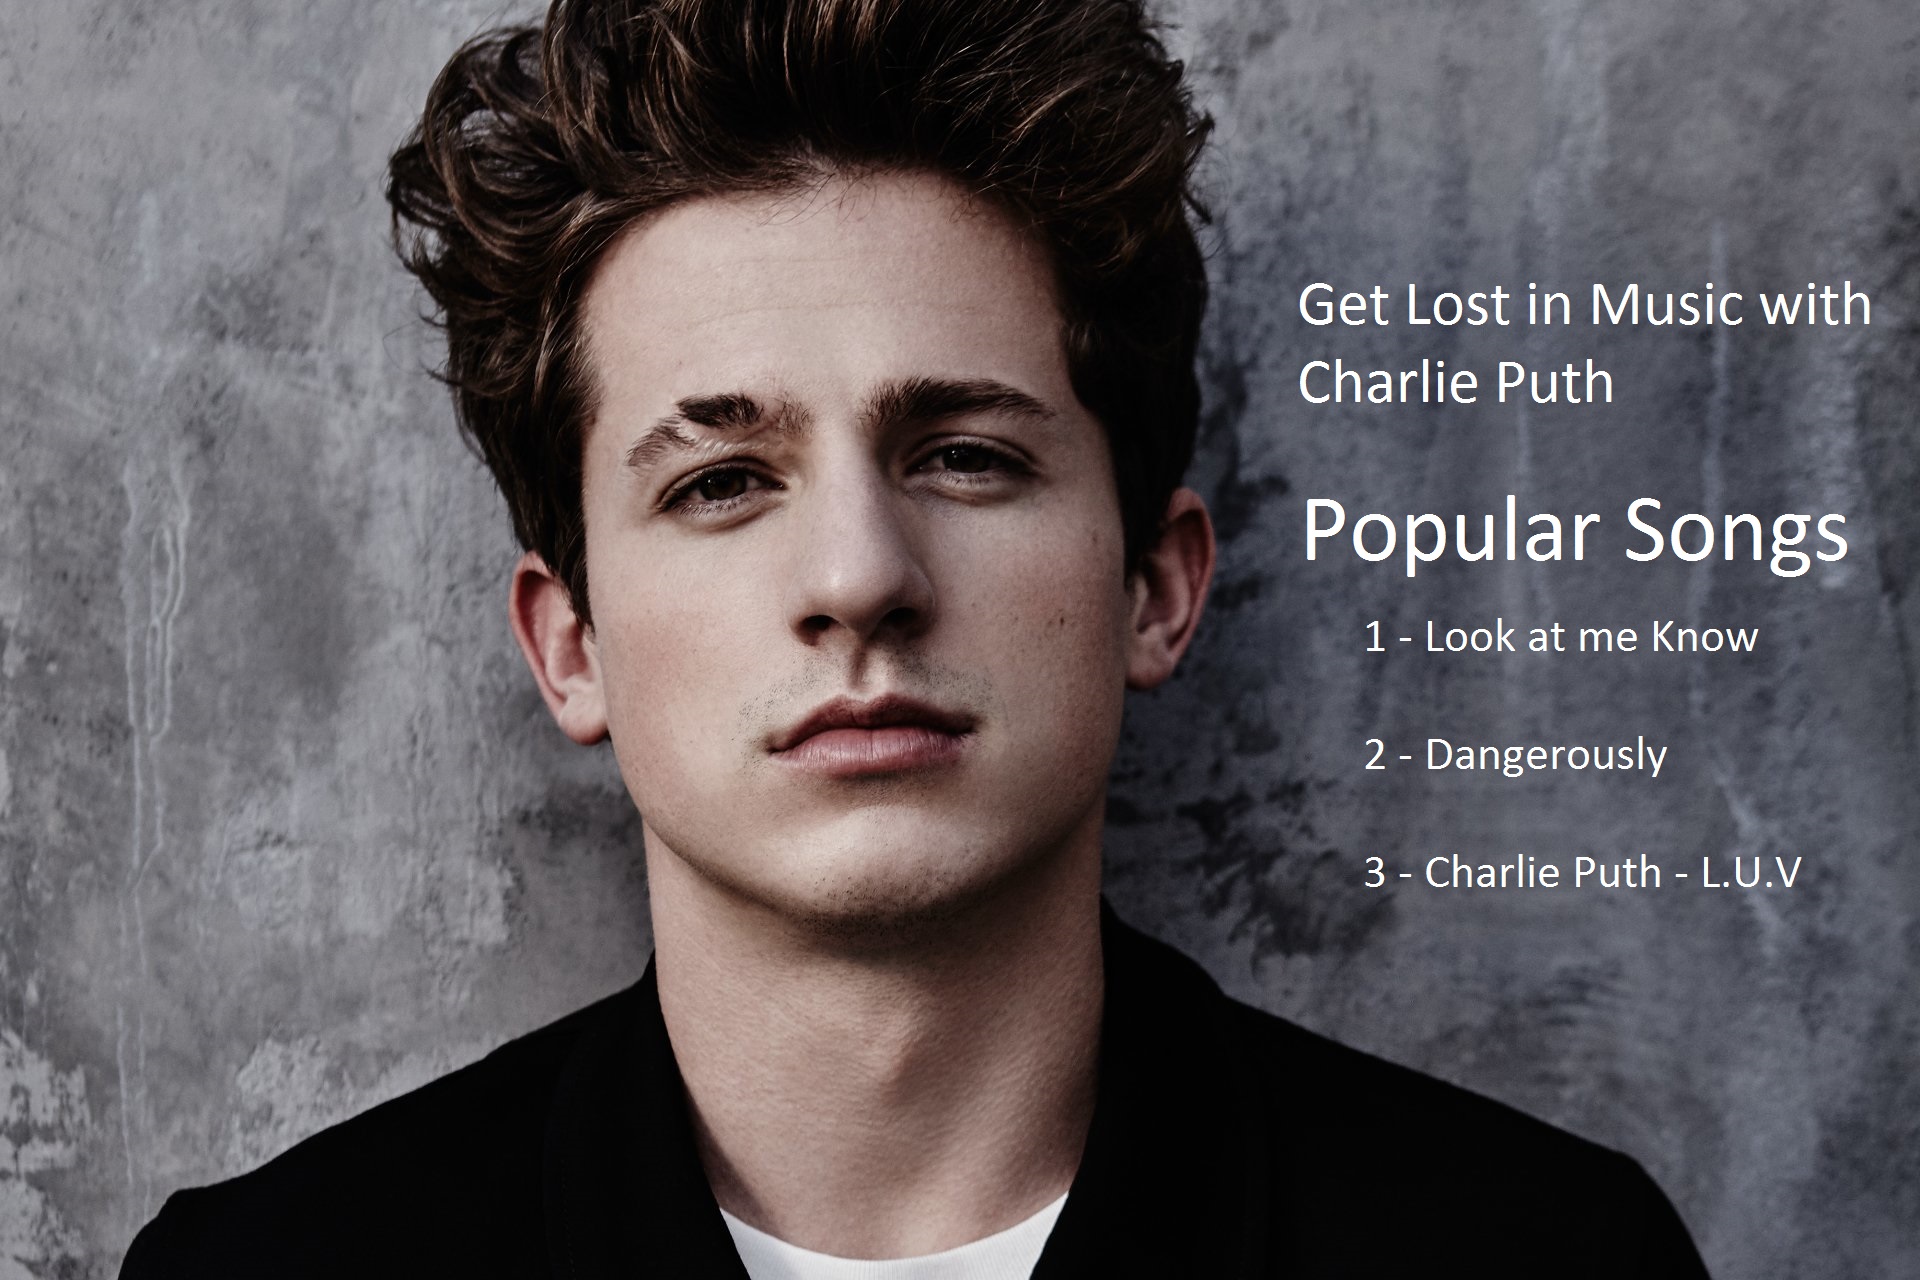 Get Lost in Music with
Charlie Puth
Popular Songs
1 - Look at me Know
2 - Dangerously
3 - Charlie Puth - L.U.V